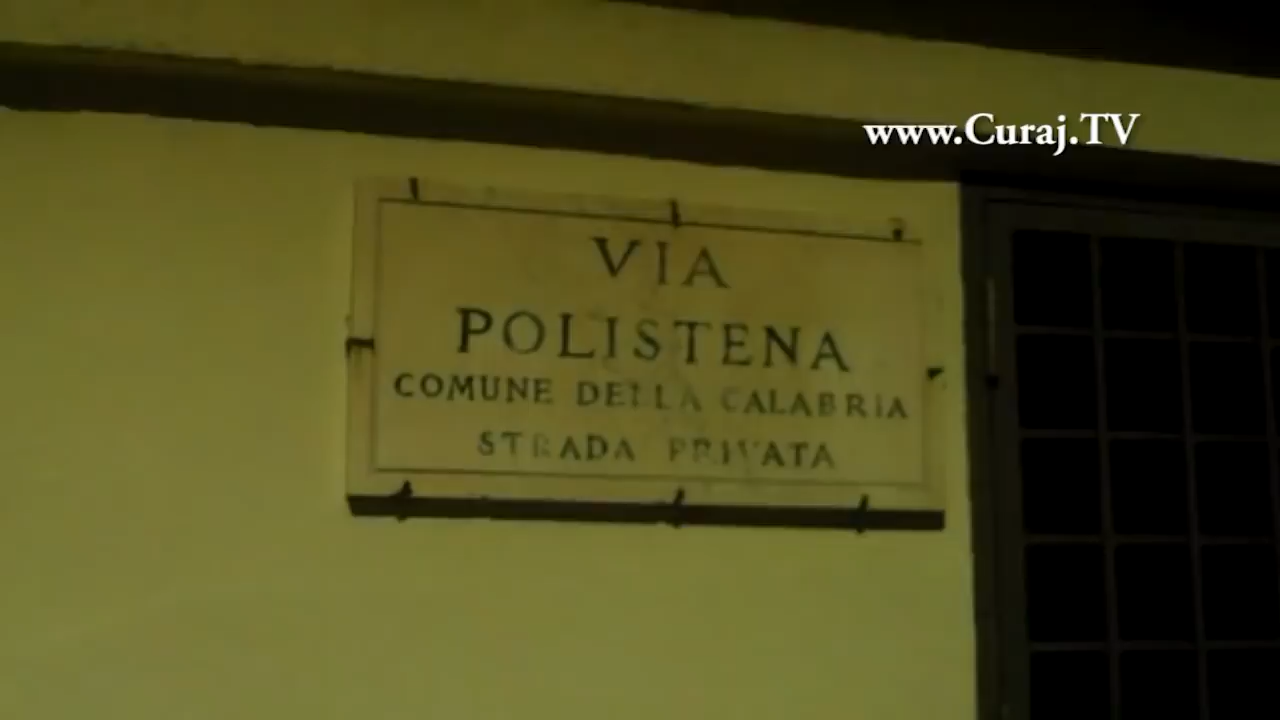 www.Curaj.TV
VIA
POLISTENA
COMUNE DELLA CALABRIA
STRADA PRIVATA